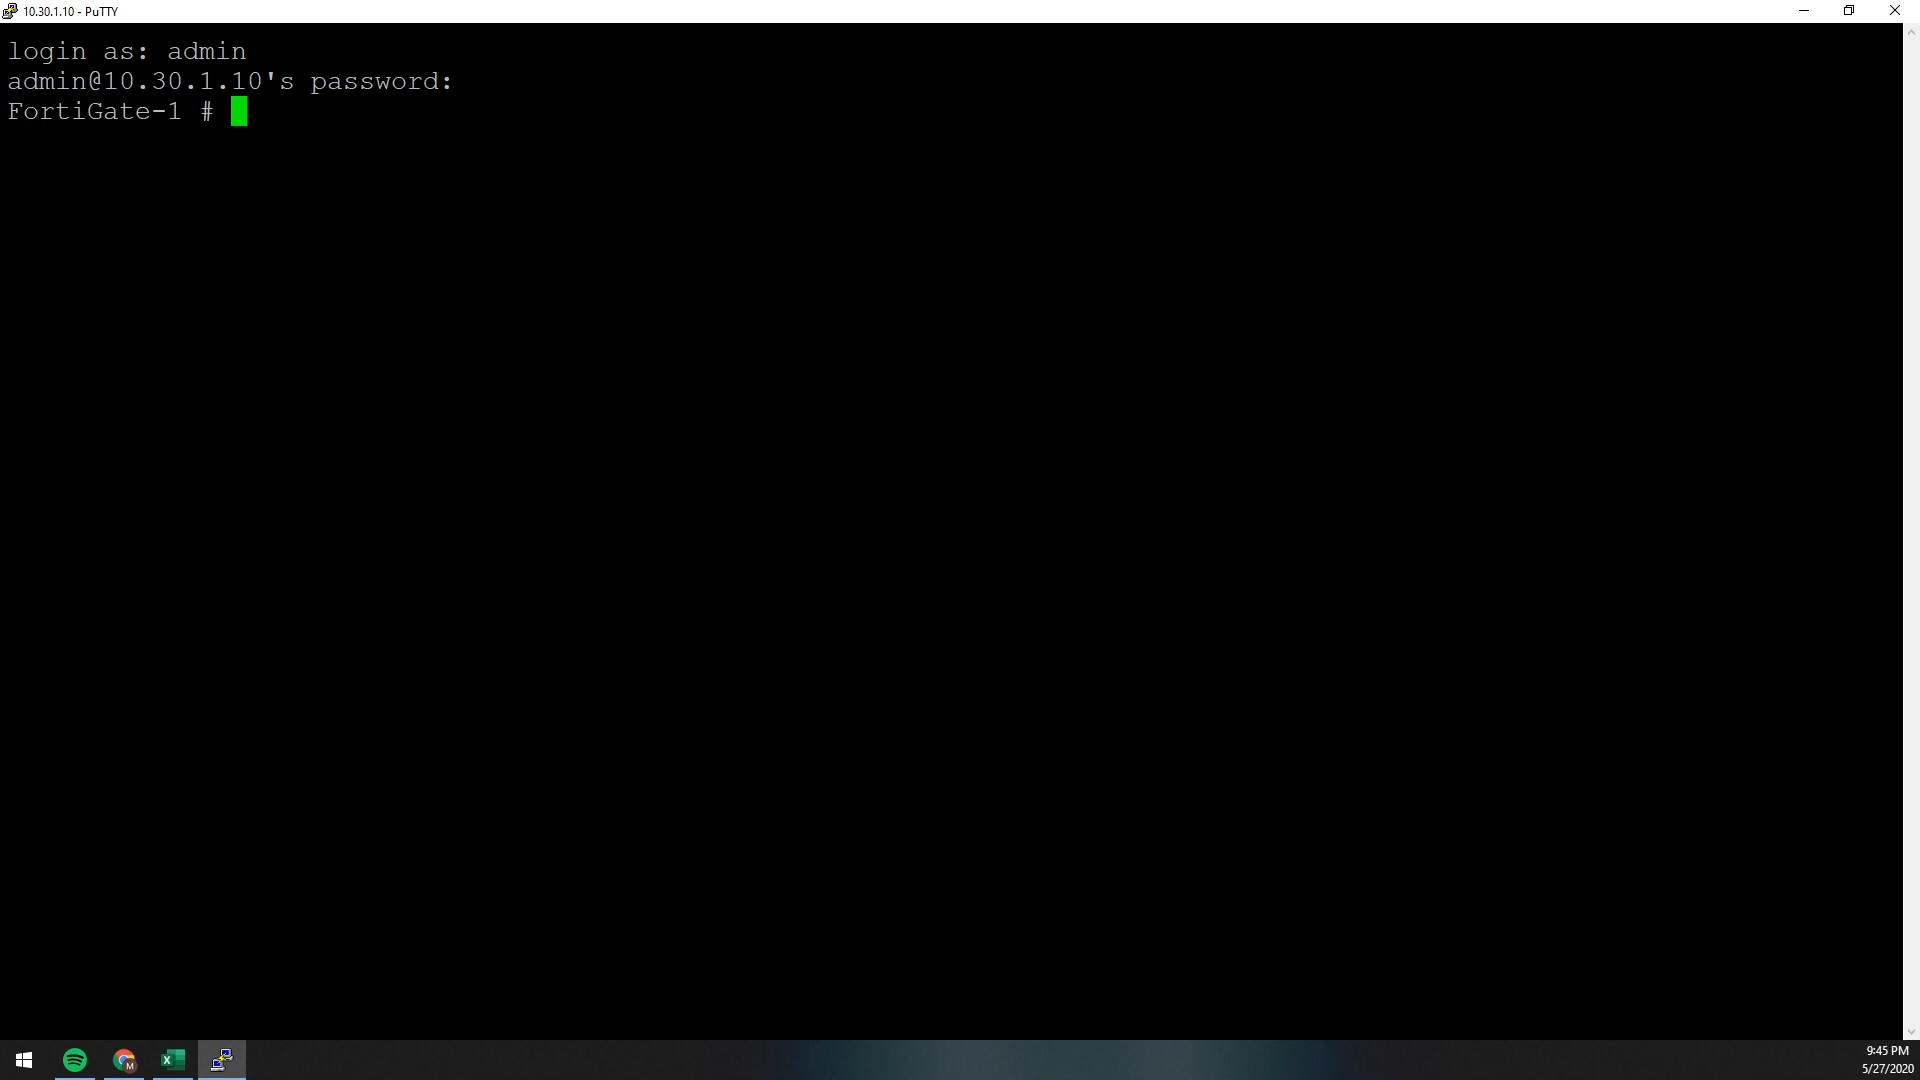 10.30.1.10 - PuTTY
login as: admin
admin@10.30.1.10's password:
FortiGate-1 #
M
X
9:45 PM
5/27/2020